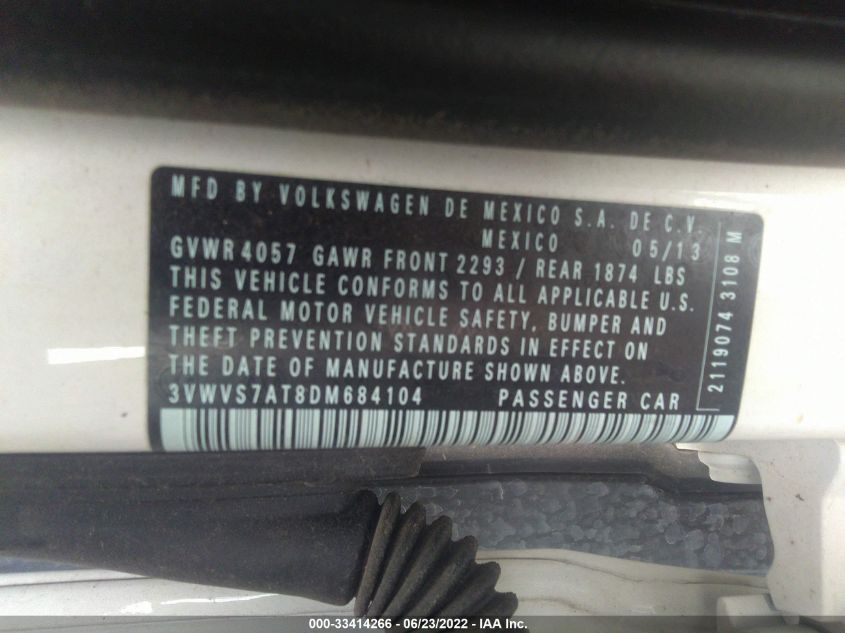 MFD BY VOLKSWAGEN DE MEXICO S.A. DE C.V.
MEXICO 05/13
GVWR 4057 GAWR FRONT 2293 / REAR 1874 LBS
THIS VEHICLE CONFORMS TO ALL APPLICABLE U.S.
FEDERAL MOTOR VEHICLE SAFETY, BUMPER AND
THEFT PREVENTION STANDARDS IN EFFECT ON
THE DATE OF MANUFACTURE SHOWN ABOVE.
3VWVS7AT8DM684104 PASSENGER CAR
2119074 3108 M
000-33414266 - 06/23/2022 - IAA Inc.